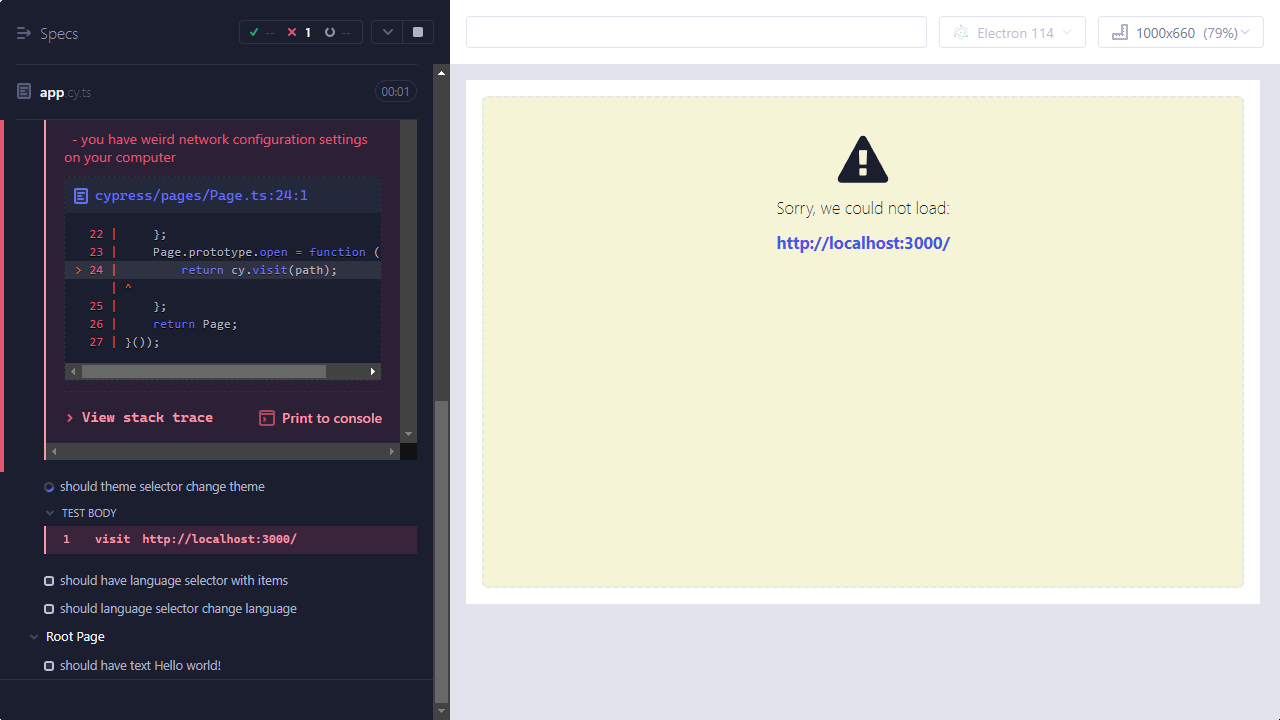 Specs
-- 1 --
app.cy.ts 00:01
- you have weird network configuration settings
on your computer
cypress/pages/Page.ts:24:1
22 | };
23 | Page.prototype.open = function (
> 24 | return cy.visit(path);
| ^
25 | };
26 | return Page;
27 | }());
View stack trace Print to console
should theme selector change theme
TEST BODY
1 visit http://localhost:3000/
should have language selector with items
should language selector change language
Root Page
should have text Hello world!
Electron 114 1000x660 (79%)
Sorry, we could not load:
http://localhost:3000/